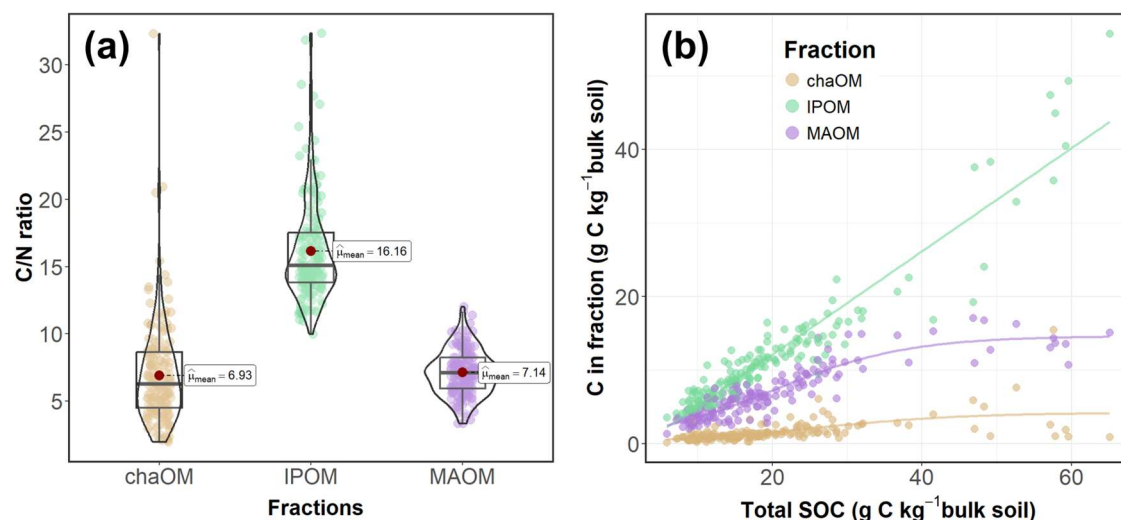 (a)
C/N ratio
30
25
20
15
10
5
μ̂mean = 6.93
μ̂mean = 16.16
μ̂mean = 7.14
chaOM
IPOM
MAOM
Fractions
(b)
Fraction
chaOM
IPOM
MAOM
C in fraction (g C kg⁻¹bulk soil)
40
20
0
20
40
60
Total SOC (g C kg⁻¹bulk soil)